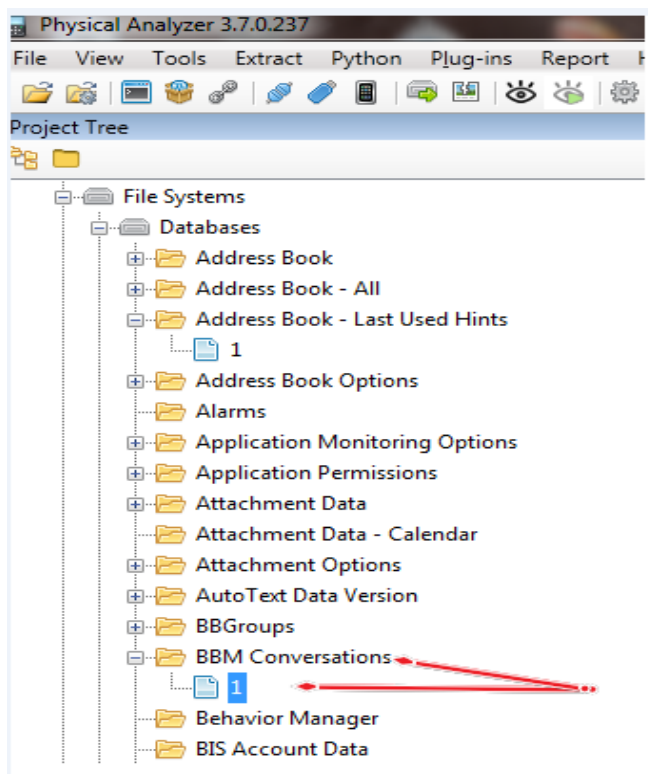 Physical Analyzer 3.7.0.237
File View Tools Extract Python Plug-ins Report
Project Tree
File Systems
Databases
Address Book
Address Book - All
Address Book - Last Used Hints
1
Address Book Options
Alarms
Application Monitoring Options
Application Permissions
Attachment Data
Attachment Data - Calendar
Attachment Options
AutoText Data Version
BBGroups
BBM Conversations
1
Behavior Manager
BIS Account Data